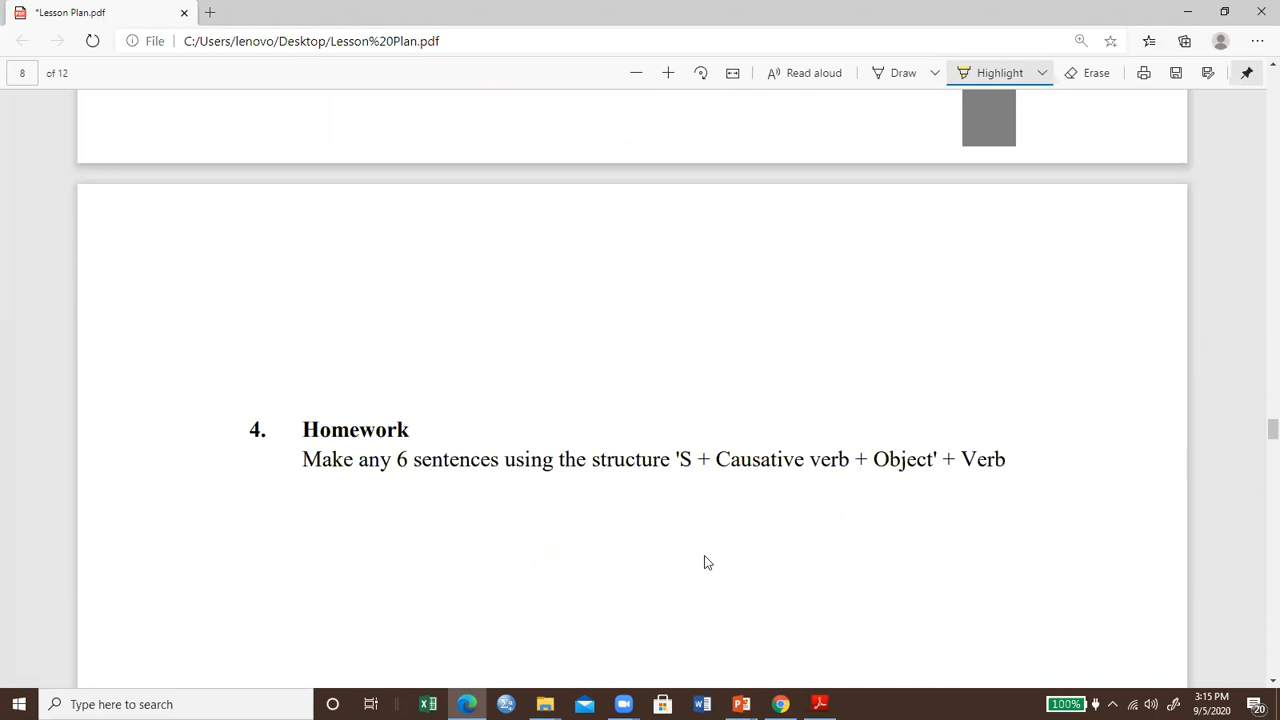 *Lesson Plan.pdf
File
C:/Users/lenovo/Desktop/Lesson%20Plan.pdf
8 of 12
Read aloud
Draw
Highlight
Erase
4. Homework
Make any 6 sentences using the structure 'S + Causative verb + Object' + Verb
Type here to search
100%
3:15 PM
9/5/2020
20